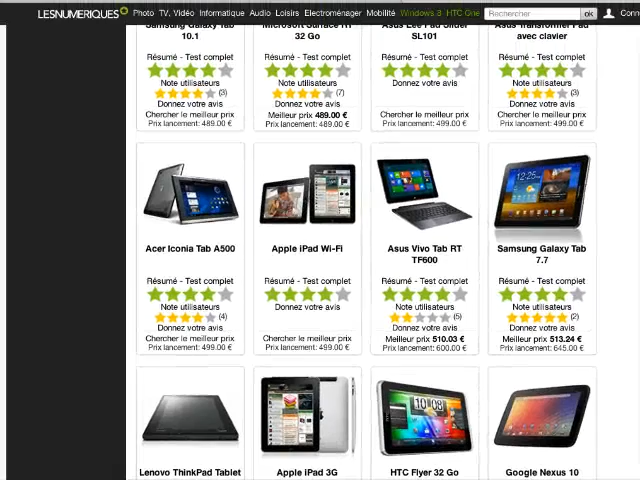 LESNUMERIQUES Photo TV, Vidéo Informatique Audio Loisirs Electroménager Mobilité Windows 8 HTC One Rechercher ok Conn
Samsung Galaxy Tab 10.1
Microsoft Surface RT 32 Go
SL101
Asus Transformer Pad avec clavier
Résumé - Test complet
Note utilisateurs
(3)
Donnez votre avis
Chercher le meilleur prix
Prix lancement: 489.00 €
Résumé - Test complet
Note utilisateurs
(7)
Donnez votre avis
Meilleur prix 489.00 €
Prix lancement: 489.00 €
Résumé - Test complet
Donnez votre avis
Chercher le meilleur prix
Prix lancement: 499.00 €
Résumé - Test complet
Note utilisateurs
(3)
Donnez votre avis
Chercher le meilleur prix
Prix lancement: 499.00 €
Acer Iconia Tab A500
Résumé - Test complet
Note utilisateurs
(4)
Donnez votre avis
Chercher le meilleur prix
Prix lancement: 499.00 €
Apple iPad Wi-Fi
Résumé - Test complet
Donnez votre avis
Chercher le meilleur prix
Prix lancement: 499.00 €
Asus Vivo Tab RT
TF600
Résumé - Test complet
Note utilisateurs
(5)
Donnez votre avis
Meilleur prix 510.03 €
Prix lancement: 600.00 €
Samsung Galaxy Tab
7.7
Résumé - Test complet
Note utilisateurs
(2)
Donnez votre avis
Meilleur prix 513.24 €
Prix lancement: 645.00 €
Lenovo ThinkPad Tablet
Apple iPad 3G
10:08
HTC Flyer 32 Go
Google Nexus 10